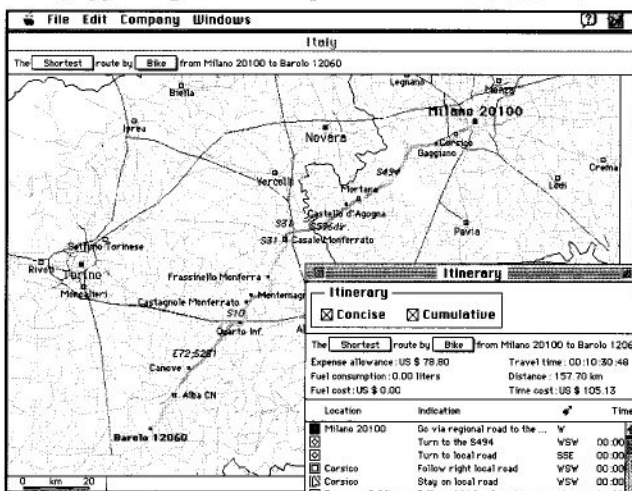 File Edit Company Windows
Italy
The Shortest route by Bike from Milano 20100 to Barolo 12060
Biella
Legnano
Monza
Milano 20100
Ivrea
Novara
Corsico
Gaggiano
Crema
Vercelli
S494
Lodi
Mortara
Castello d'Agogna
Pavia
S31
S596dir
Settimo Torinese
S31
Casale Monferrato
Rivoli
Torino
Frassinello Monferra
Moncalieri
Castagnole Monferrato
Montemagn
S10
Quarto Inf.
Al
E72;S231
Canove
Alba CN
Barolo 12060
0 km 20
Itinerary
Itinerary
Concise Cumulative
The Shortest route by Bike from Milano 20100 to Barolo 1206
Expense allowance: US $ 78.80 Travel time: 00:10:30:48
Fuel consumption: 0.00 liters Distance: 157.70 km
Fuel cost: US $ 0.00 Time cost: US $ 105.13
Location Indication Time
Milano 20100 Go via regional road to the ... W
Turn to the S494 WSW 00:00
Turn to local road SSE 00:00
Corsico Follow right local road WSW 00:00
Corsico Stay on local road WSW 00:00